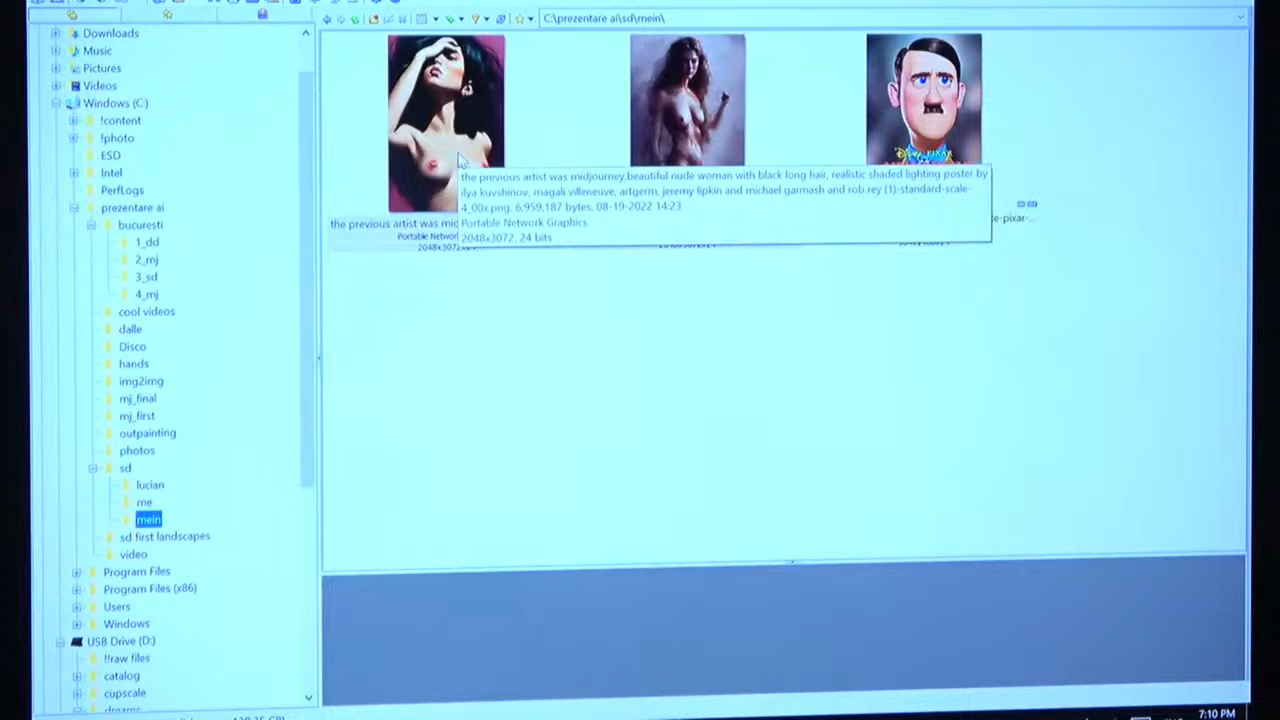 C:\prezentare ai\sd\mein\
Downloads
Music
Pictures
Videos
Windows (C:)
!content
!photo
ESD
Intel
PerfLogs
prezentare ai
bucuresti
1_dd
2_mj
3_sd
4_mj
cool videos
dalle
Disco
hands
img2img
mj_final
mj_first
outpainting
photos
sd
lucian
me
mein
sd first landscapes
video
Program Files
Program Files (x86)
Users
Windows
USB Drive (D:)
!!raw files
catalog
cupscale
dreams
the previous artist was midjourney,beautiful nude woman with black long hair, realistic shaded lighting poster by
ilya kuvshinov, magali villeneuve, artgerm, jeremy lipkin and michael garmash and rob rey (1)-standard-scale-
4_00x.png, 6,959,187 bytes, 08-19-2022 14:23
Portable Network Graphics
2048x3072, 24 bits
the previous artist was mid
Portable Networ
2048x3072x24
e-pixar-...
7:10 PM